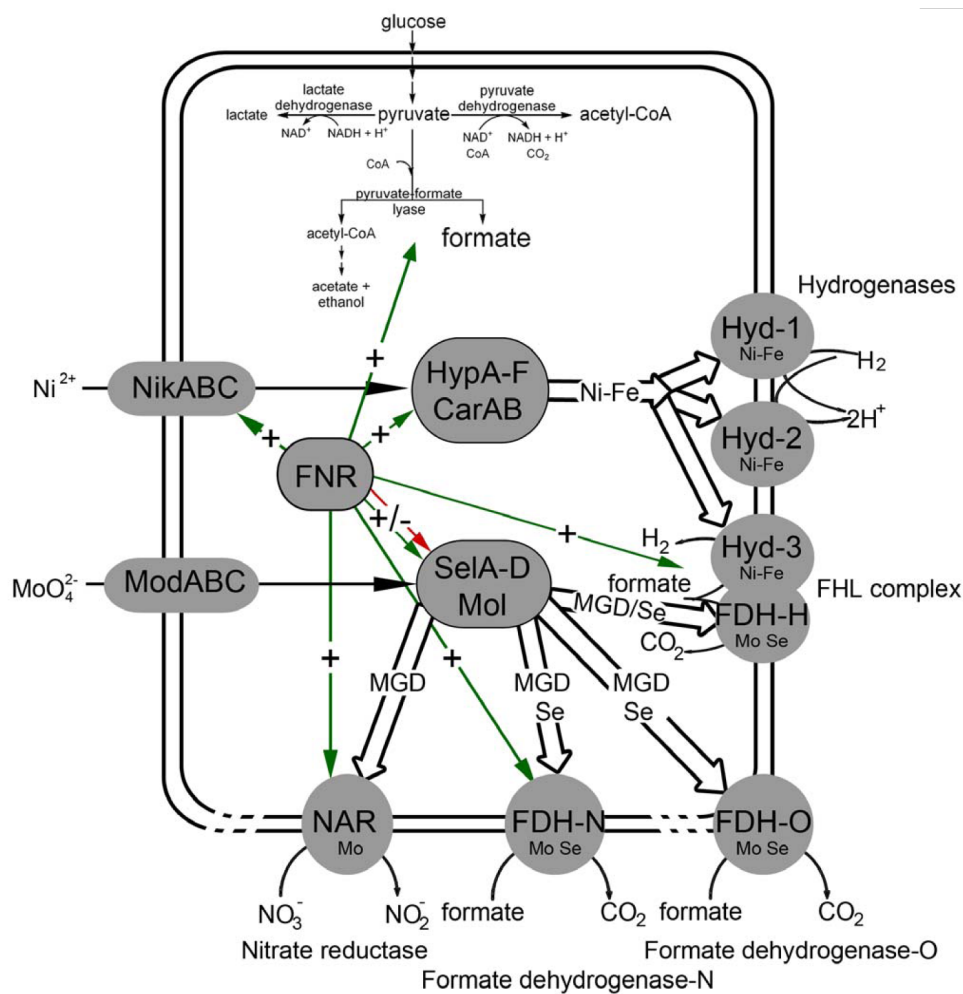 glucose
lactate
dehydrogenase
pyruvate
dehydrogenase
lactate
pyruvate
acetyl-CoA
NAD⁺
NADH + H⁺
NAD⁺
CoA
NADH + H⁺
CO₂
CoA
pyruvate-formate
lyase
acetyl-CoA
formate
acetate +
ethanol
Hydrogenases
Hyd-1
Ni-Fe
H₂
2H⁺
Hyd-2
Ni-Fe
Ni²⁺
NikABC
HypA-F
CarAB
Ni-Fe
+
+
+
FNR
+/-
+
Hyd-3
Ni-Fe
H₂
formate
FHL complex
MoO₄²⁻
ModABC
SelA-D
Mol
MGD/Se
FDH-H
Mo Se
CO₂
+
+
MGD
MGD
Se
MGD
Se
NAR
Mo
FDH-N
Mo Se
FDH-O
Mo Se
NO₃⁻
NO₂⁻
formate
CO₂
formate
CO₂
Nitrate reductase
Formate dehydrogenase-O
Formate dehydrogenase-N